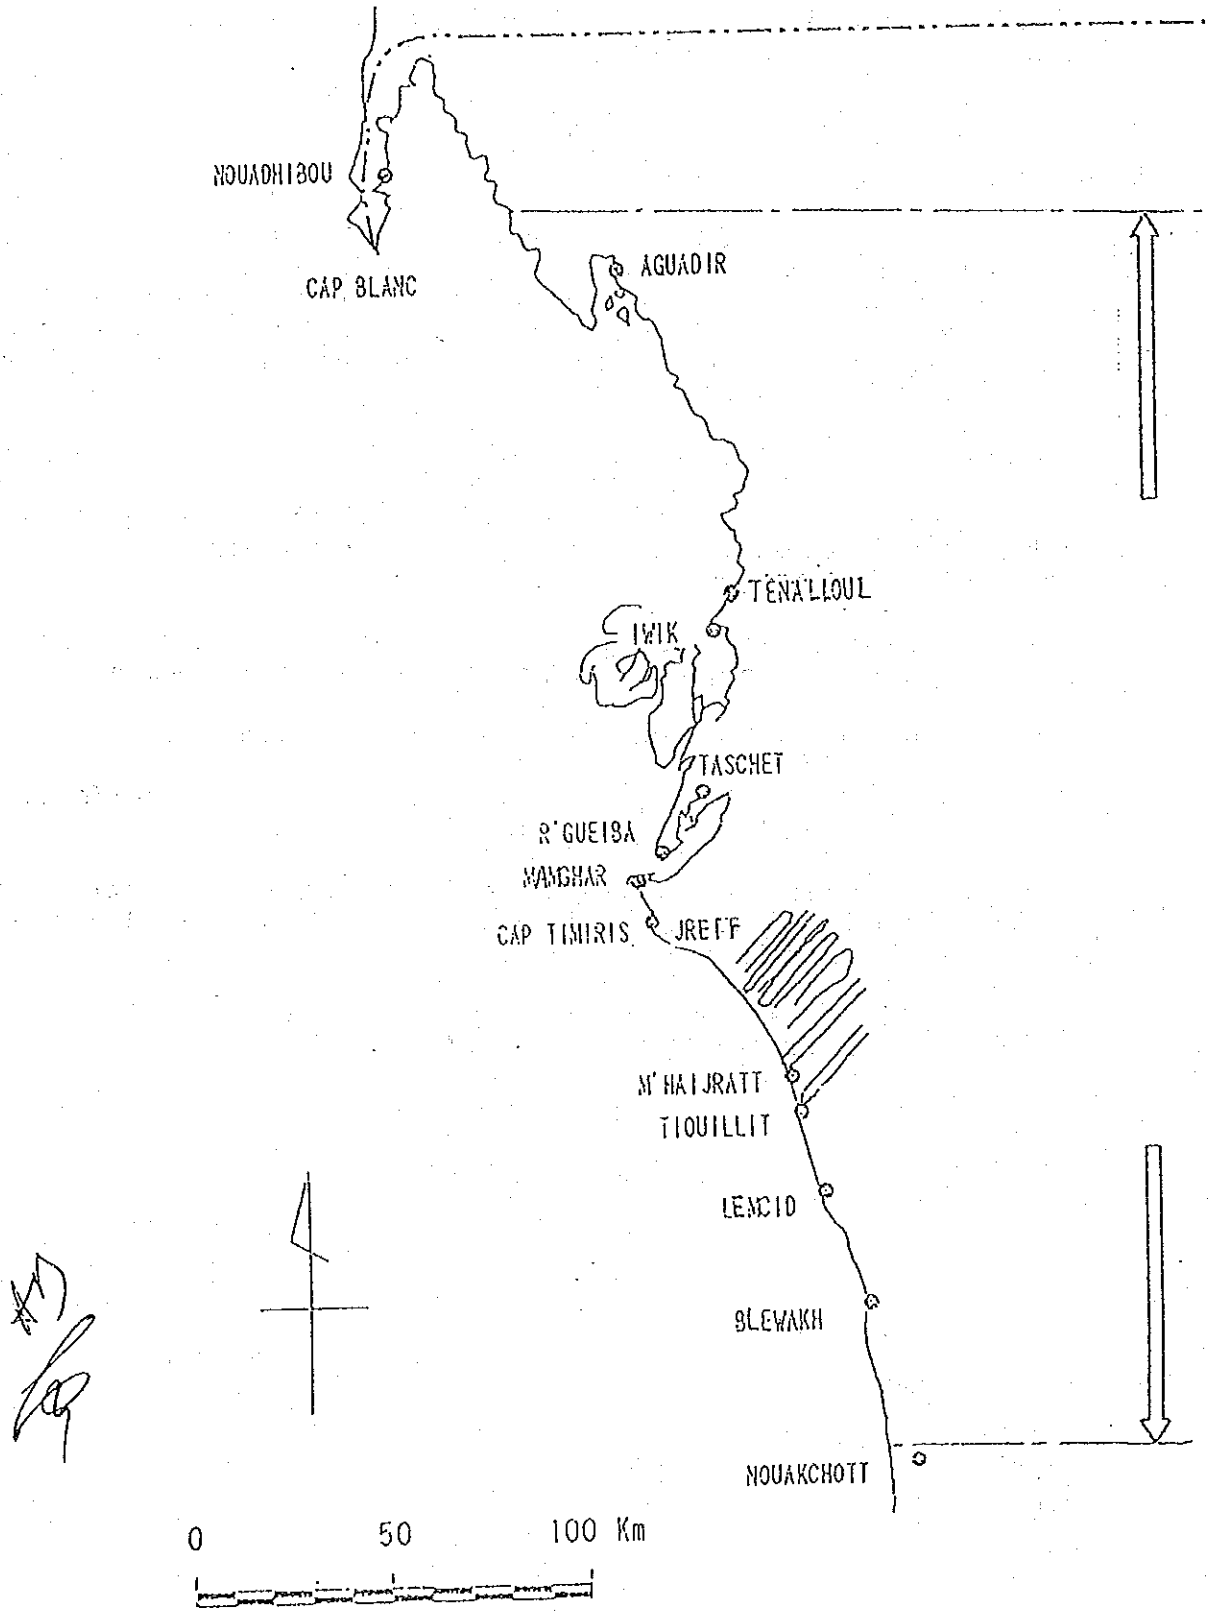 NOUADHIBOU
CAP BLANC
AGUADIR
TENALLOUL
IWIK
TASCHET
R'GUEIBA
MAMGHAR
CAP TIMIRIS
JREIF
M'HAIJRATT
TIOUILLIT
LEMCID
BLEWAKH
NOUAKCHOTT
0 50 100 Km